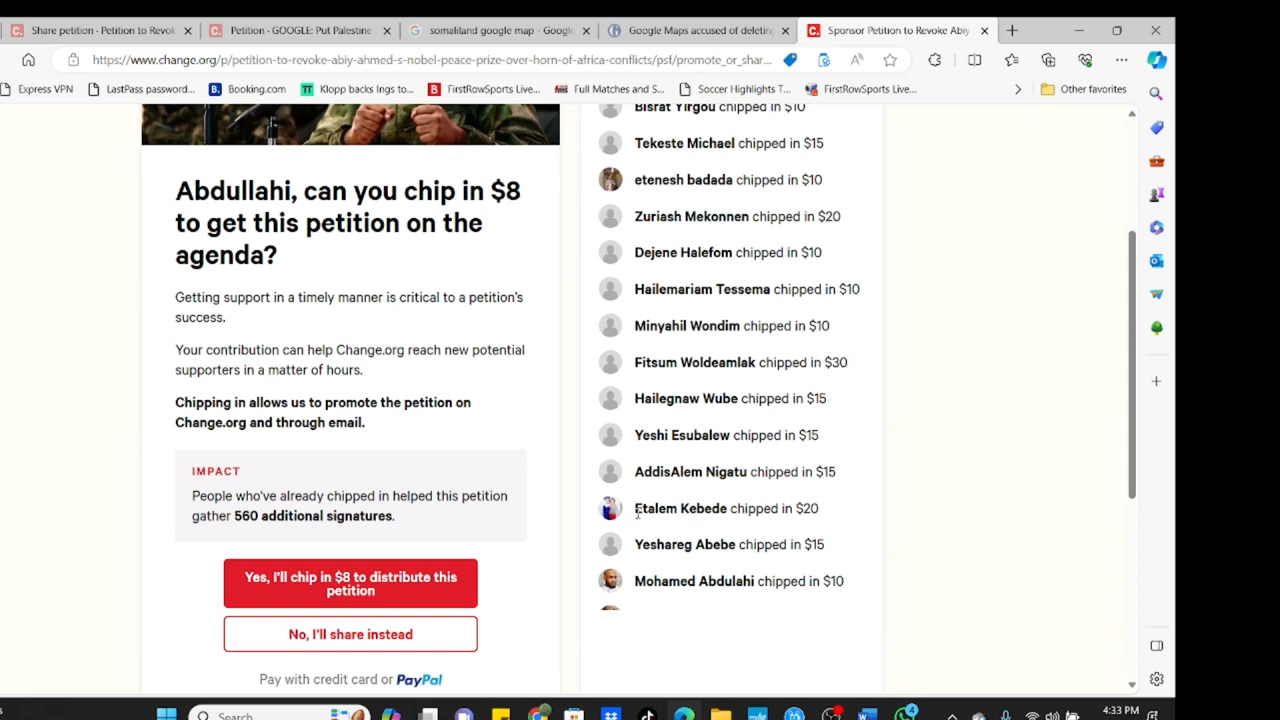 Share petition · Petition to Revok
Petition · GOOGLE: Put Palestine
somaliland google map - Google
Google Maps accused of deleting
Sponsor Petition to Revoke Abiy
https://www.change.org/p/petition-to-revoke-abiy-ahmed-s-nobel-peace-prize-over-horn-of-africa-conflicts/psf/promote_or_shar...
Express VPN
LastPass password...
Booking.com
Klopp backs Ings to...
FirstRowSports Live...
Full Matches and S...
Soccer Highlights T...
FirstRowSports Live...
Other favorites
Abdullahi, can you chip in $8
to get this petition on the
agenda?
Getting support in a timely manner is critical to a petition's
success.
Your contribution can help Change.org reach new potential
supporters in a matter of hours.
Chipping in allows us to promote the petition on
Change.org and through email.
IMPACT
People who've already chipped in helped this petition
gather 560 additional signatures.
Yes, I'll chip in $8 to distribute this
petition
No, I'll share instead
Pay with credit card or PayPal
Bisrat Yirgou chipped in $10
Tekeste Michael chipped in $15
etenesh badada chipped in $10
Zuriash Mekonnen chipped in $20
Dejene Halefom chipped in $10
Hailemariam Tessema chipped in $10
Minyahil Wondim chipped in $10
Fitsum Woldeamlak chipped in $30
Hailegnaw Wube chipped in $15
Yeshi Esubalew chipped in $15
AddisAlem Nigatu chipped in $15
Etalem Kebede chipped in $20
Yeshareg Abebe chipped in $15
Mohamed Abdulahi chipped in $10
Search
4:33 PM